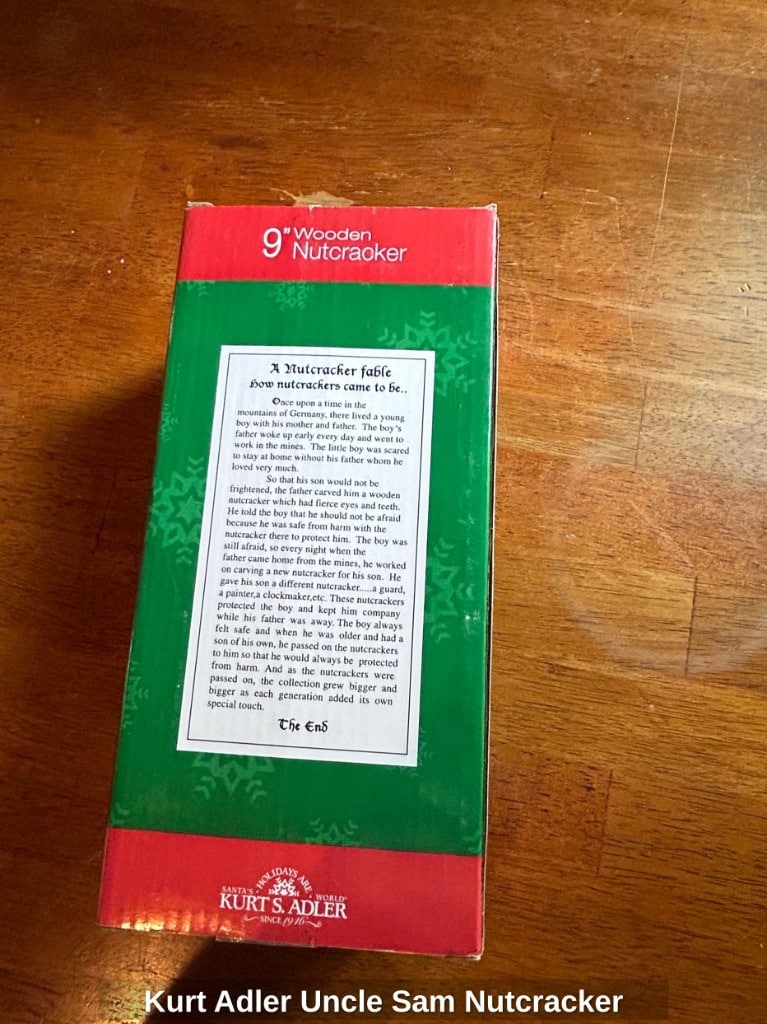 9" Wooden
Nutcracker
A Nutcracker fable
How nutcrackers came to be..
Once upon a time in the
mountains of Germany, there lived a young
boy with his mother and father. The boy's
father woke up early every day and went to
work in the mines. The little boy was scared
to stay at home without his father whom he
loved very much.
So that his son would not be
frightened, the father carved him a wooden
nutcracker which had fierce eyes and teeth.
He told the boy that he should not be afraid
because he was safe from harm with the
nutcracker there to protect him. The boy was
still afraid, so every night when the
father came home from the mines, he worked
on carving a new nutcracker for his son. He
gave his son a different nutcracker.....a guard,
a painter,a clockmaker,etc. These nutcrackers
protected the boy and kept him company
while his father was away. The boy always
felt safe and when he was older and had a
son of his own, he passed on the nutcrackers
to him so that he would always be protected
from harm. And as the nutcrackers were
passed on, the collection grew bigger and
bigger as each generation added its own
special touch.
The End
HOLIDAYS ARE
SANTA'S WORLD
KURT S. ADLER
SINCE 1946
Kurt Adler Uncle Sam Nutcracker